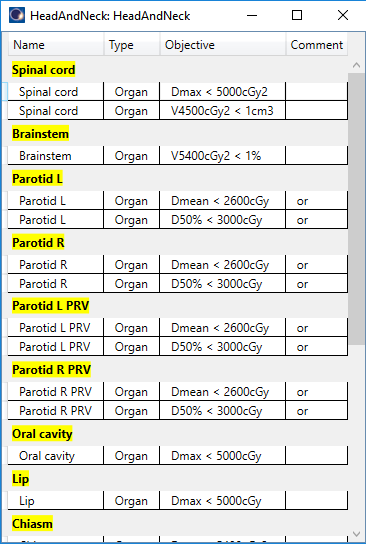 HeadAndNeck: HeadAndNeck
Name Type Objective Comment
Spinal cord
Spinal cord Organ Dmax < 5000cGy2
Spinal cord Organ V4500cGy2 < 1cm3
Brainstem
Brainstem Organ V5400cGy2 < 1%
Parotid L
Parotid L Organ Dmean < 2600cGy or
Parotid L Organ D50% < 3000cGy or
Parotid R
Parotid R Organ Dmean < 2600cGy or
Parotid R Organ D50% < 3000cGy or
Parotid L PRV
Parotid L PRV Organ Dmean < 2600cGy or
Parotid L PRV Organ D50% < 3000cGy or
Parotid R PRV
Parotid R PRV Organ Dmean < 2600cGy or
Parotid R PRV Organ D50% < 3000cGy or
Oral cavity
Oral cavity Organ Dmax < 5000cGy
Lip
Lip Organ Dmax < 5000cGy
Chiasm